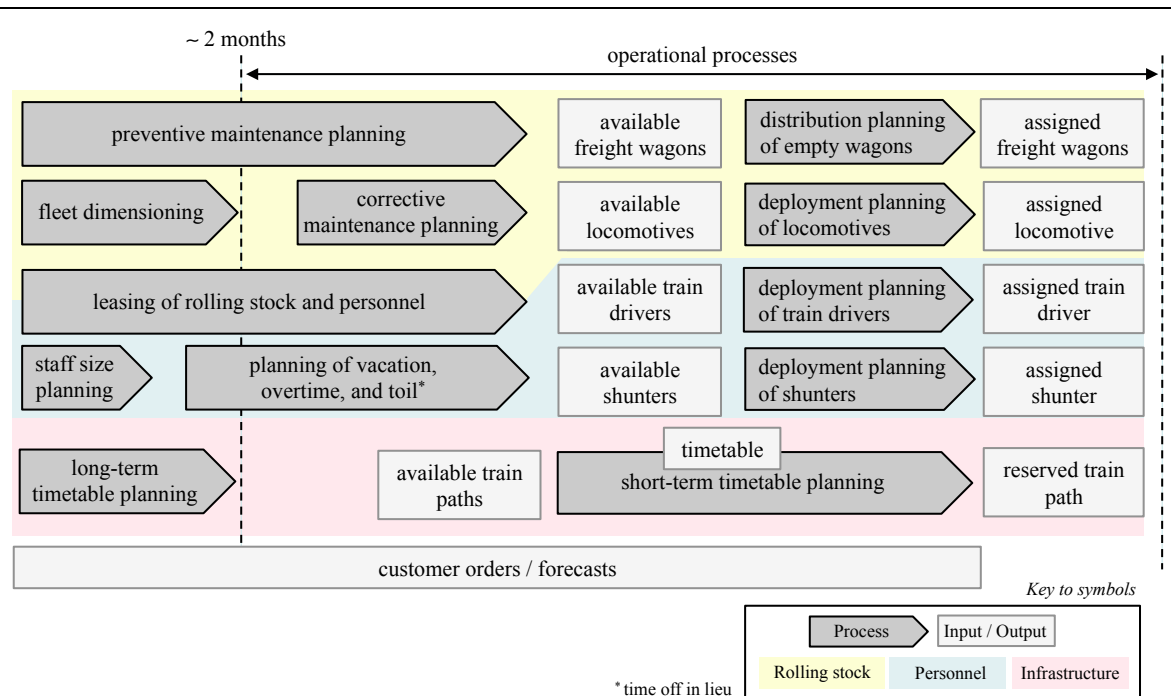 ~ 2 months
operational processes
preventive maintenance planning
available
freight wagons
distribution planning
of empty wagons
assigned
freight wagons
fleet dimensioning
corrective
maintenance planning
available
locomotives
deployment planning
of locomotives
assigned
locomotive
leasing of rolling stock and personnel
available train
drivers
deployment planning
of train drivers
assigned train
driver
staff size
planning
planning of vacation,
overtime, and toil*
available
shunters
deployment planning
of shunters
assigned
shunter
long-term
timetable planning
available train
paths
timetable
short-term timetable planning
reserved train
path
customer orders / forecasts
Key to symbols
Process
Input / Output
Rolling stock
Personnel
Infrastructure
* time off in lieu